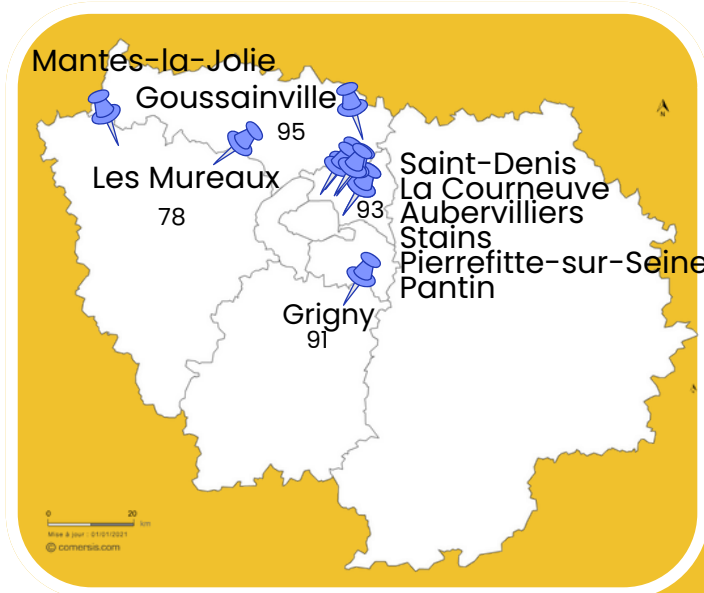 Mantes-la-Jolie
Goussainville
95
Les Mureaux
78
Saint-Denis
La Courneuve
93
Aubervilliers
Stains
Pierrefitte-sur-Seine
Pantin
Grigny
91
N
0 20
km
Mise à jour : 01/01/2021
© comersis.com